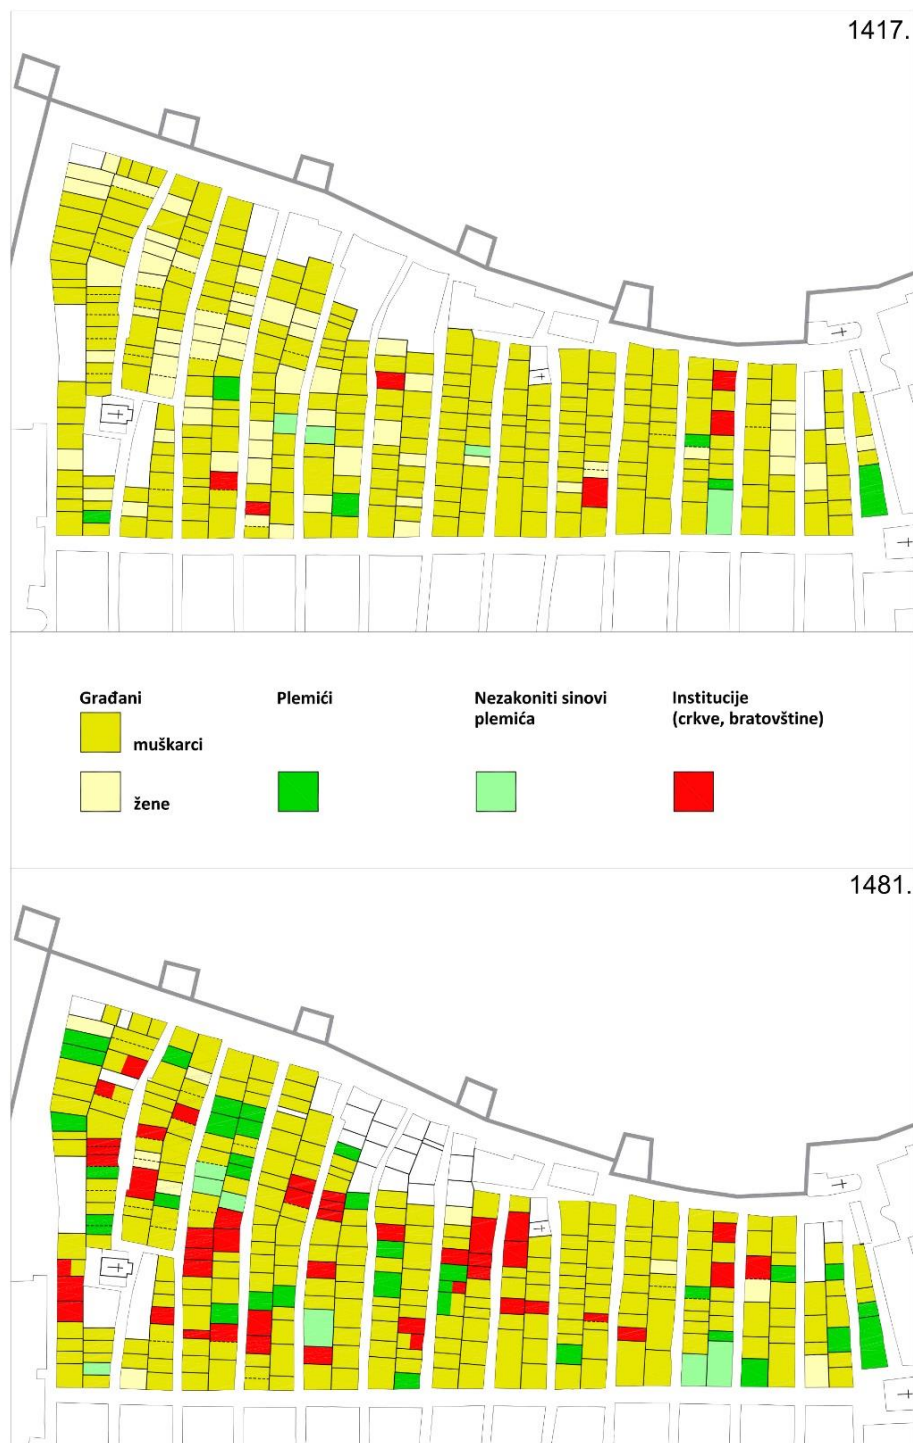 1417.
Građani
muškarci
žene
Plemići
Nezakoniti sinovi
plemića
Institucije
(crkve, bratovštine)
1481.